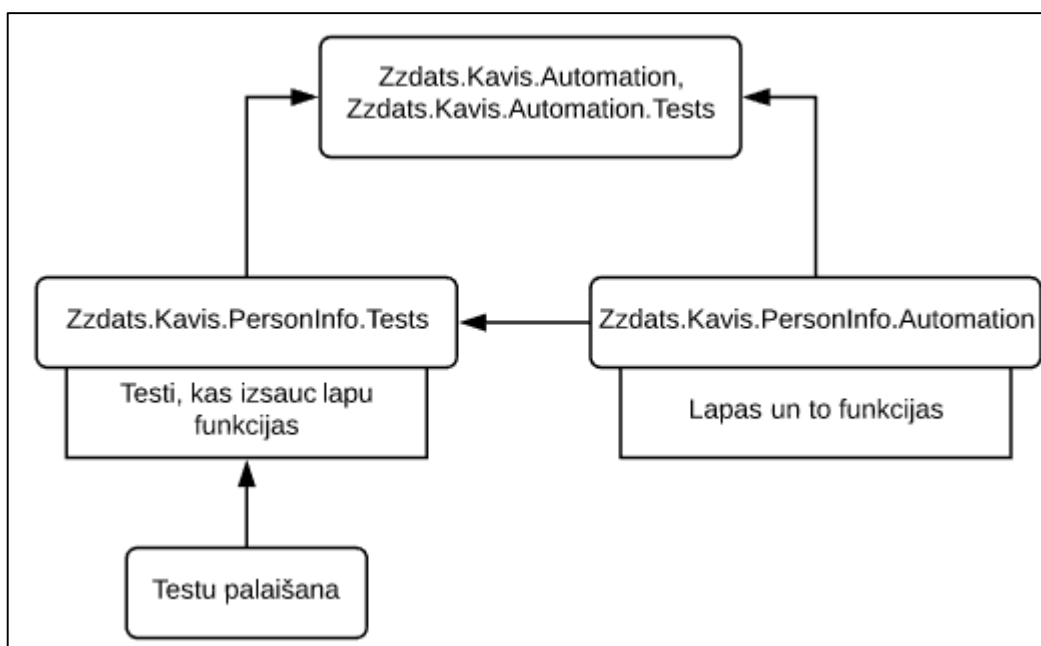 Zzdats.Kavis.Automation,
Zzdats.Kavis.Automation.Tests
Zzdats.Kavis.PersonInfo.Tests
Zzdats.Kavis.PersonInfo.Automation
Testi, kas izsauc lapu
funkcijas
Lapas un to funkcijas
Testu palaišana